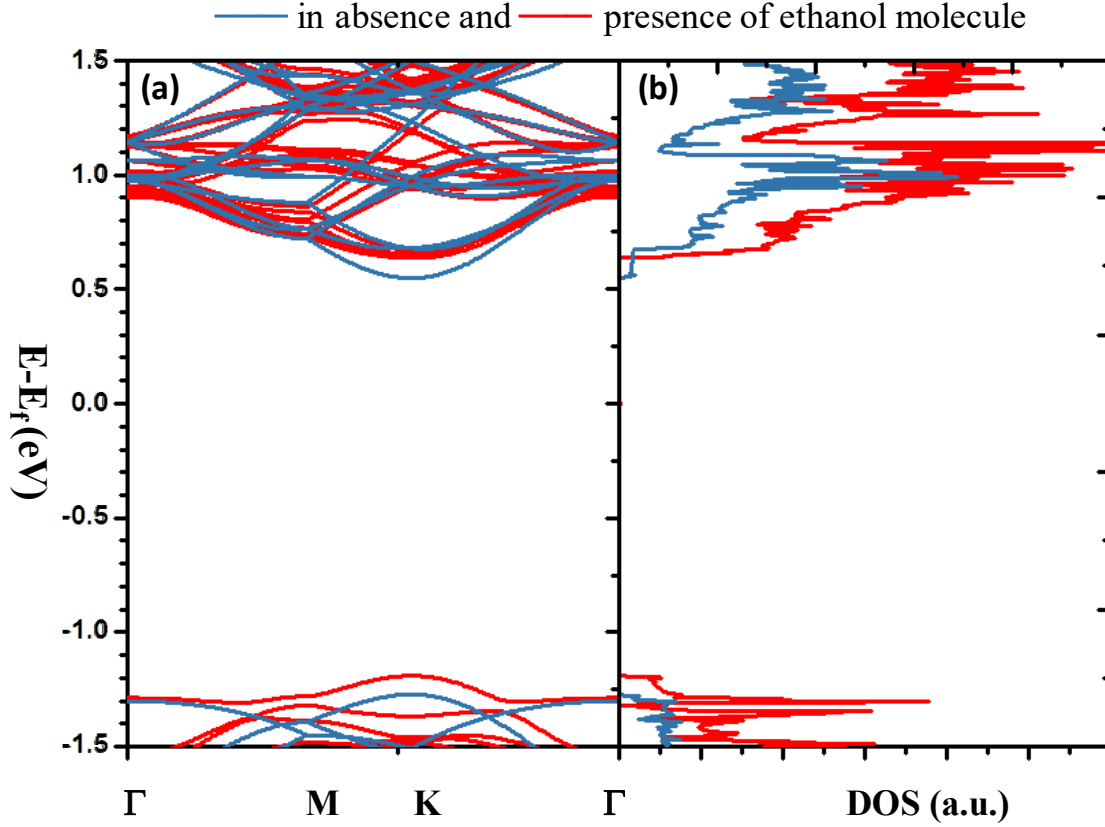 in absence and presence of ethanol molecule
(a) (b)
1.5
1.0
0.5
0.0
-0.5
-1.0
-1.5
E-Ef(eV)
Γ M K Γ DOS (a.u.)